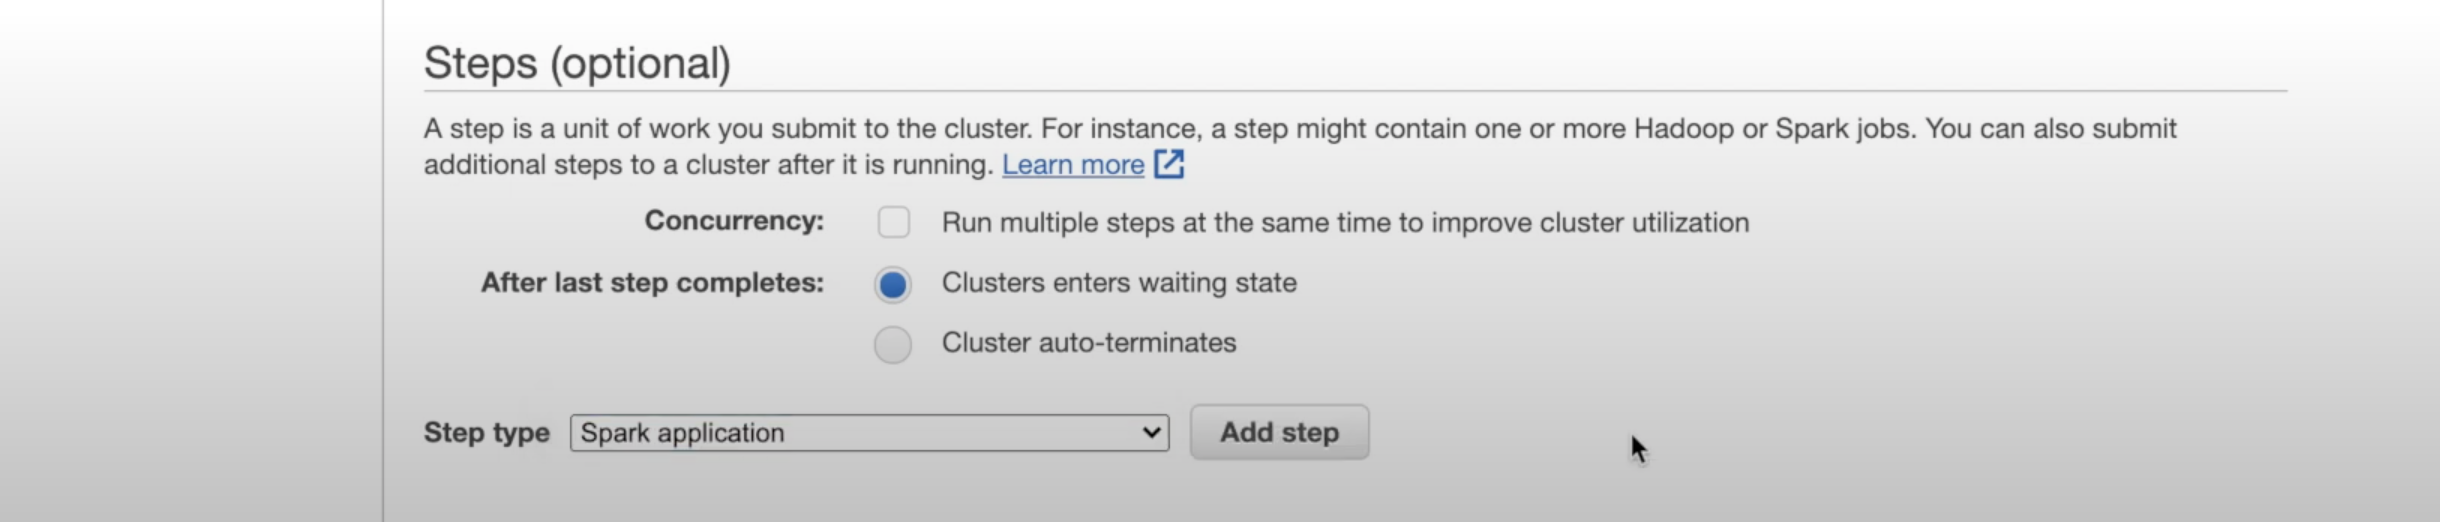 Steps (optional)
A step is a unit of work you submit to the cluster. For instance, a step might contain one or more Hadoop or Spark jobs. You can also submit
additional steps to a cluster after it is running. Learn more
Concurrency: Run multiple steps at the same time to improve cluster utilization
After last step completes: Clusters enters waiting state
Cluster auto-terminates
Step type Spark application Add step